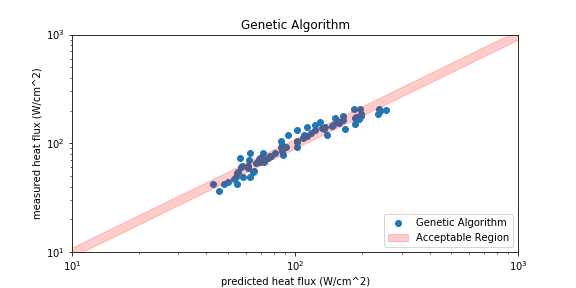 Genetic Algorithm
measured heat flux (W/cm^2)
10^3
10^2
10^1
10^1
10^2
10^3
predicted heat flux (W/cm^2)
Genetic Algorithm
Acceptable Region